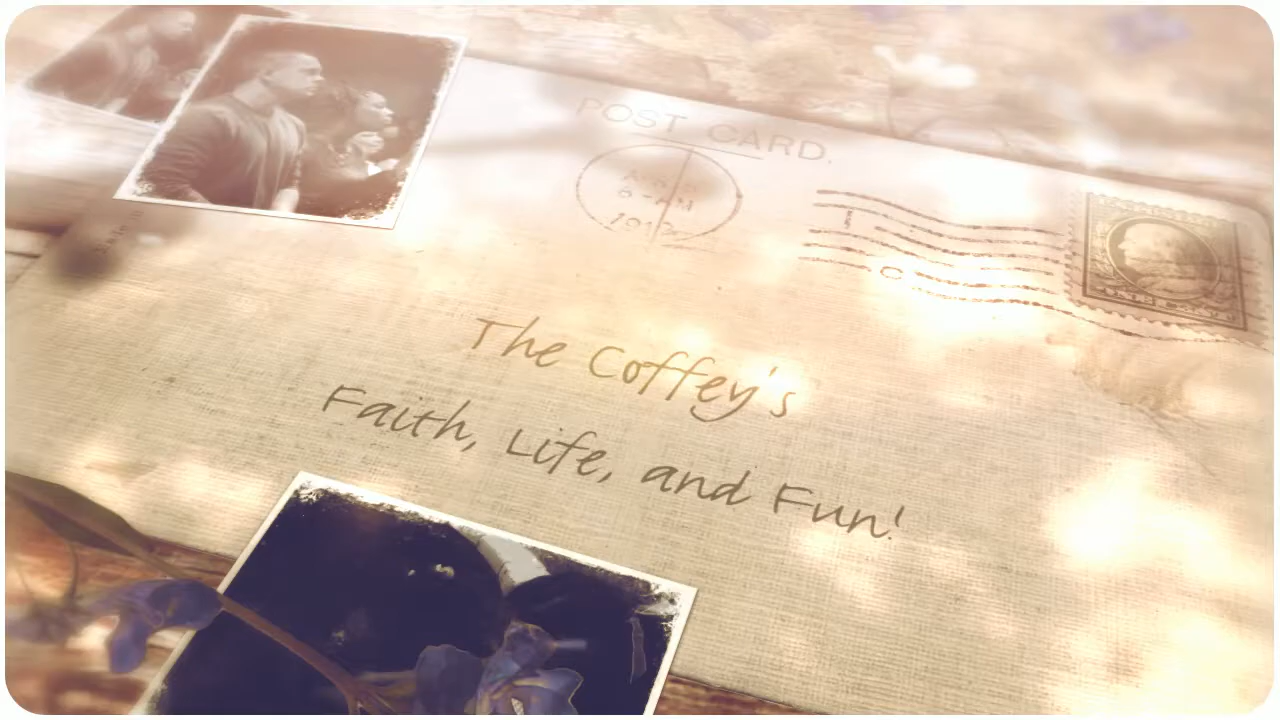 POST CARD.
The Coffey's
Faith, Life, and Fun!